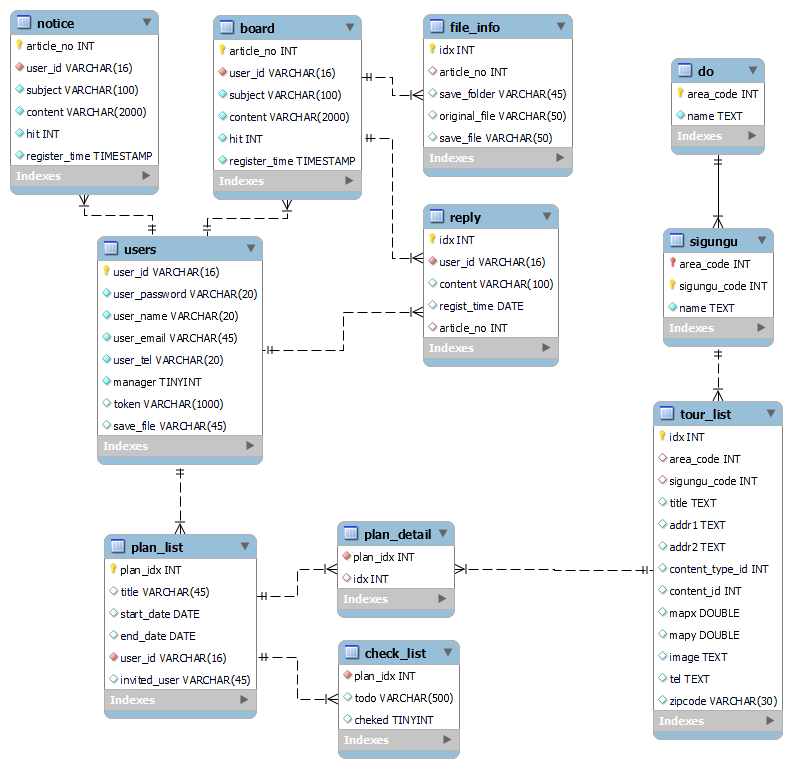 notice
article_no INT
user_id VARCHAR(16)
subject VARCHAR(100)
content VARCHAR(2000)
hit INT
register_time TIMESTAMP
Indexes
board
article_no INT
user_id VARCHAR(16)
subject VARCHAR(100)
content VARCHAR(2000)
hit INT
register_time TIMESTAMP
Indexes
file_info
idx INT
article_no INT
save_folder VARCHAR(45)
original_file VARCHAR(50)
save_file VARCHAR(50)
Indexes
do
area_code INT
name TEXT
Indexes
users
user_id VARCHAR(16)
user_password VARCHAR(20)
user_name VARCHAR(20)
user_email VARCHAR(45)
user_tel VARCHAR(20)
manager TINYINT
token VARCHAR(1000)
save_file VARCHAR(45)
Indexes
reply
idx INT
user_id VARCHAR(16)
content VARCHAR(100)
regist_time DATE
article_no INT
Indexes
sigungu
area_code INT
sigungu_code INT
name TEXT
Indexes
tour_list
idx INT
area_code INT
sigungu_code INT
title TEXT
addr1 TEXT
addr2 TEXT
content_type_id INT
content_id INT
mapx DOUBLE
mapy DOUBLE
image TEXT
tel TEXT
zipcode VARCHAR(30)
Indexes
plan_list
plan_idx INT
title VARCHAR(45)
start_date DATE
end_date DATE
user_id VARCHAR(16)
invited_user VARCHAR(45)
Indexes
plan_detail
plan_idx INT
idx INT
Indexes
check_list
plan_idx INT
todo VARCHAR(500)
cheked TINYINT
Indexes